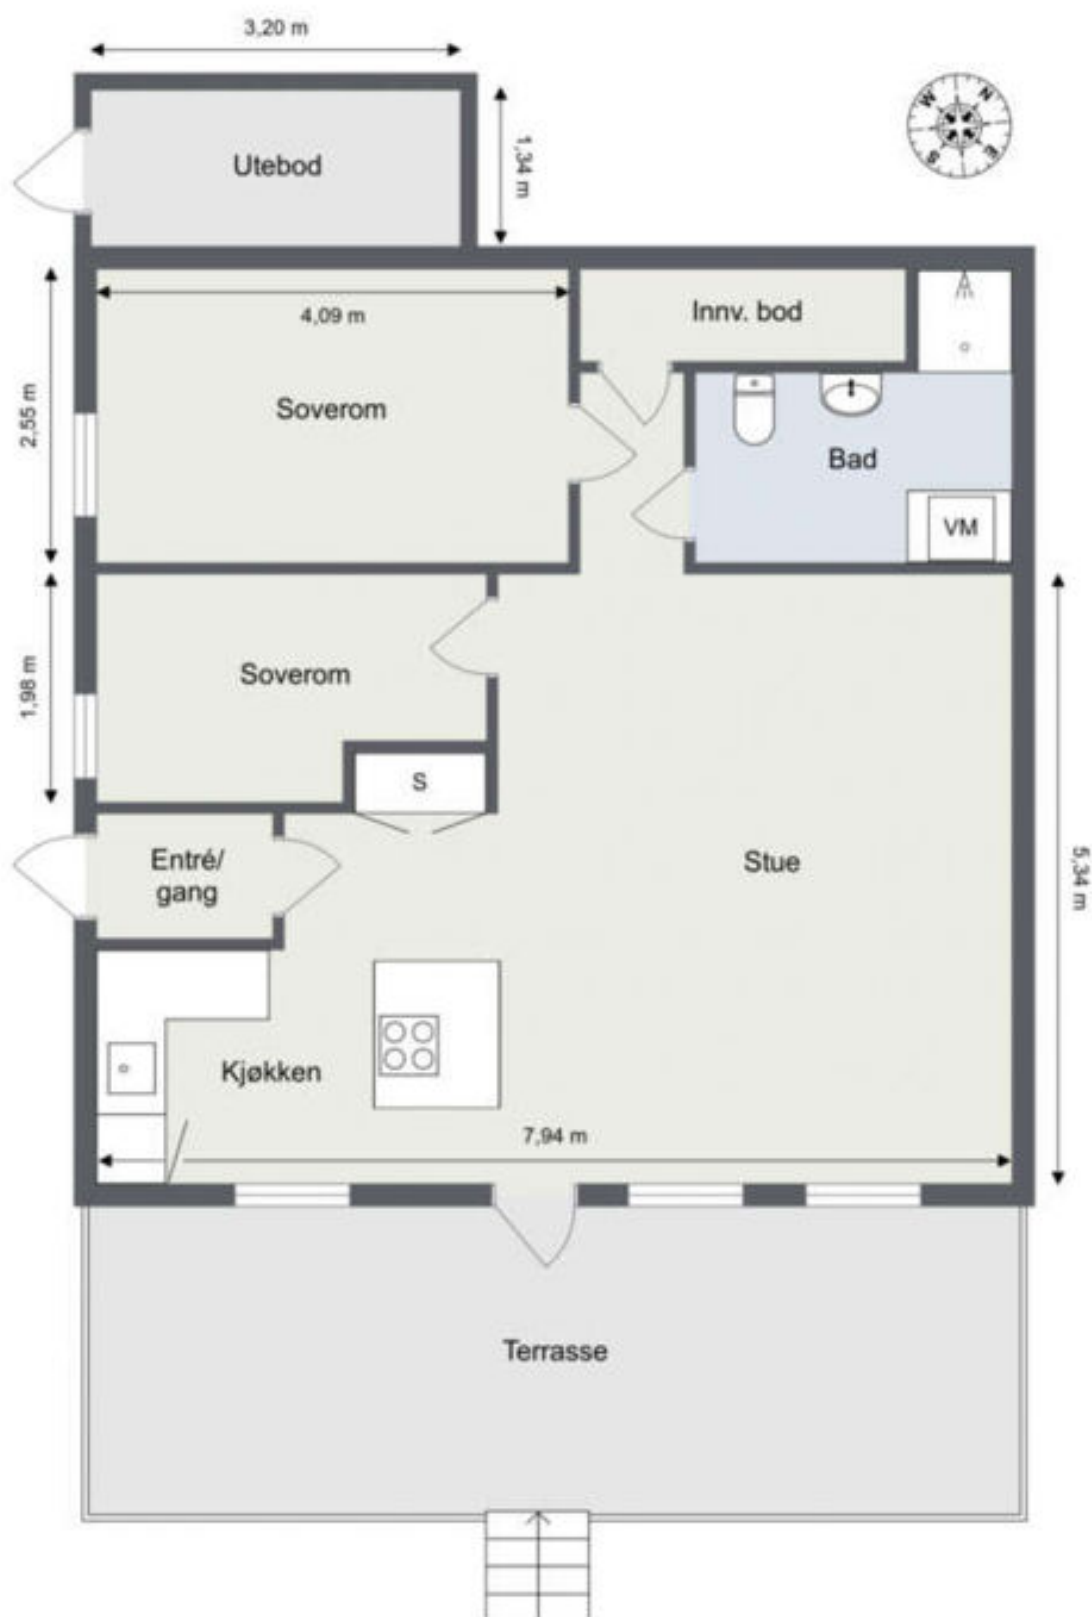 3,20 m
1,34 m
Utebod
W
N
S
E
4,09 m
Innv. bod
2,55 m
Soverom
Bad
VM
1,98 m
Soverom
S
Entré/
gang
Stue
5,34 m
Kjøkken
7,94 m
Terrasse